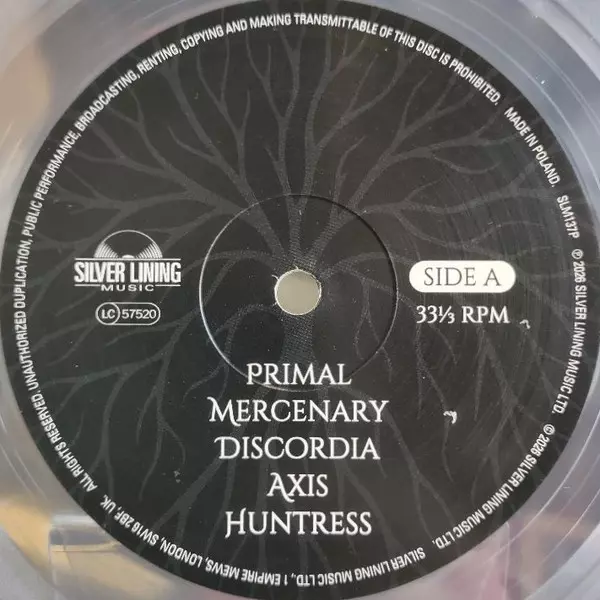 ALL RIGHTS RESERVED. UNAUTHORIZED DUPLICATION, PUBLIC PERFORMANCE, BROADCASTING, RENTING, COPYING AND MAKING TRANSMITTABLE OF THIS DISC IS PROHIBITED. MADE IN POLAND. SLM137P ℗ 2026 SILVER LINING MUSIC LTD. © 2026 SILVER LINING MUSIC LTD. SILVER LINING MUSIC LTD., 1 EMPIRE MEWS, LONDON, SW16 2BF, UK.
SILVER LINING
MUSIC
LC 57520
SIDE A
33⅓ RPM
PRIMAL
MERCENARY
DISCORDIA
AXIS
HUNTRESS